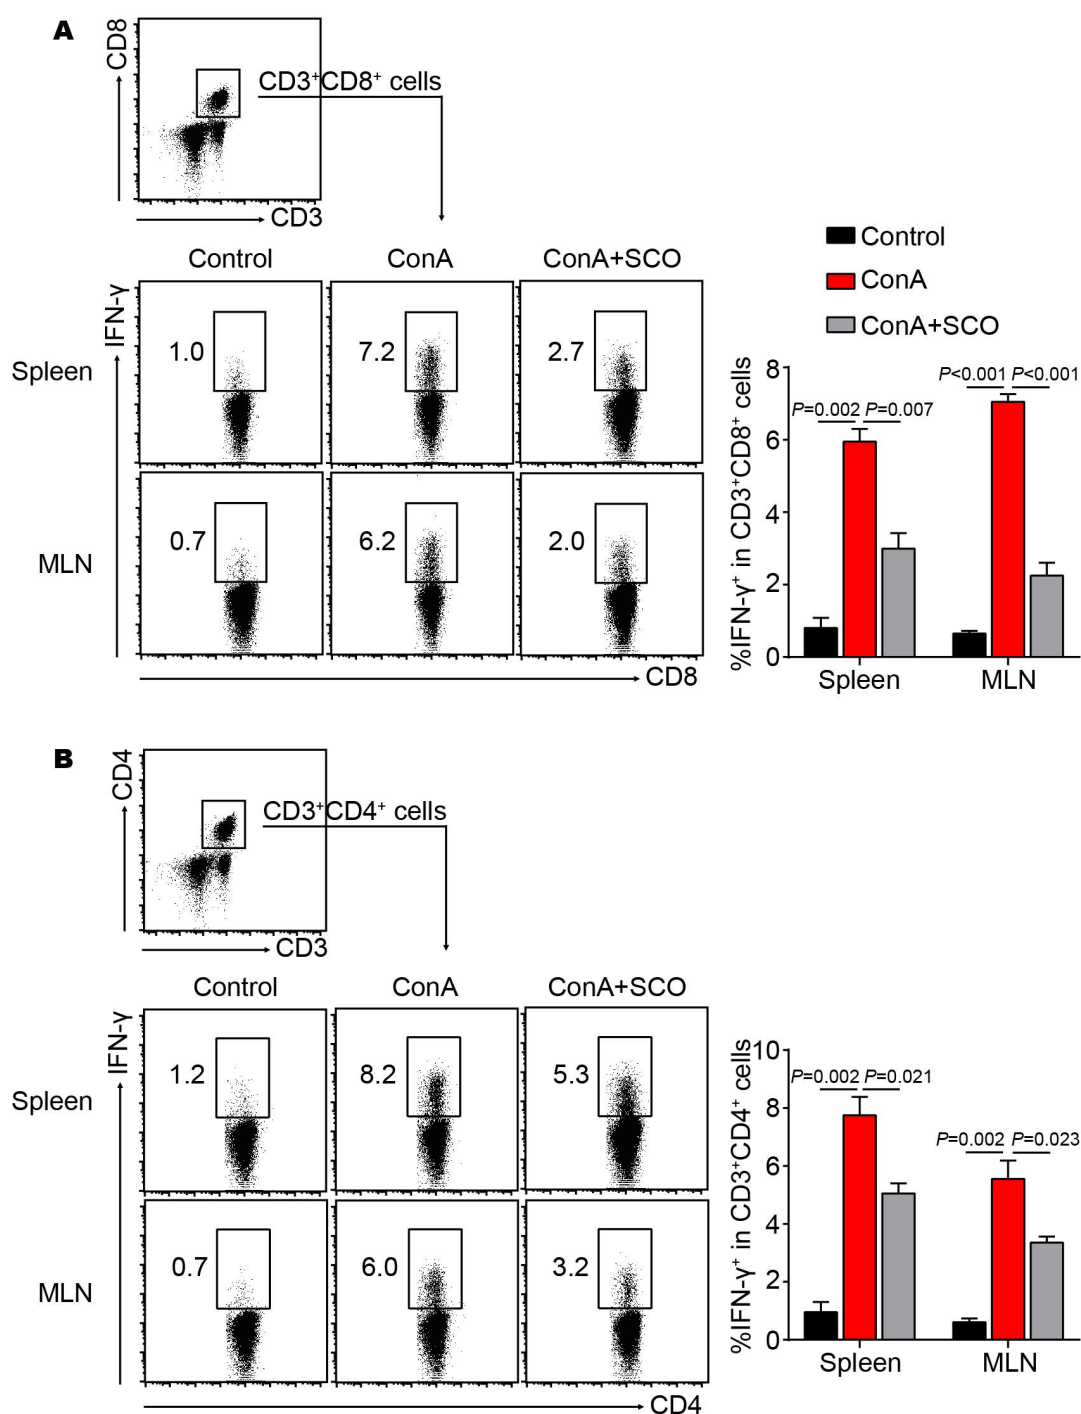 A
CD8
CD3⁺CD8⁺ cells
CD3
Control
ConA
ConA+SCO
IFN-γ
Spleen
1.0
7.2
2.7
MLN
0.7
6.2
2.0
CD8
Control
ConA
ConA+SCO
%IFN-γ⁺ in CD3⁺CD8⁺ cells
8
6
4
2
0
P=0.002
P=0.007
P<0.001
P<0.001
Spleen
MLN
B
CD4
CD3⁺CD4⁺ cells
CD3
Control
ConA
ConA+SCO
IFN-γ
Spleen
1.2
8.2
5.3
MLN
0.7
6.0
3.2
CD4
%IFN-γ⁺ in CD3⁺CD4⁺ cells
10
8
6
4
2
0
P=0.002
P=0.021
P=0.002
P=0.023
Spleen
MLN